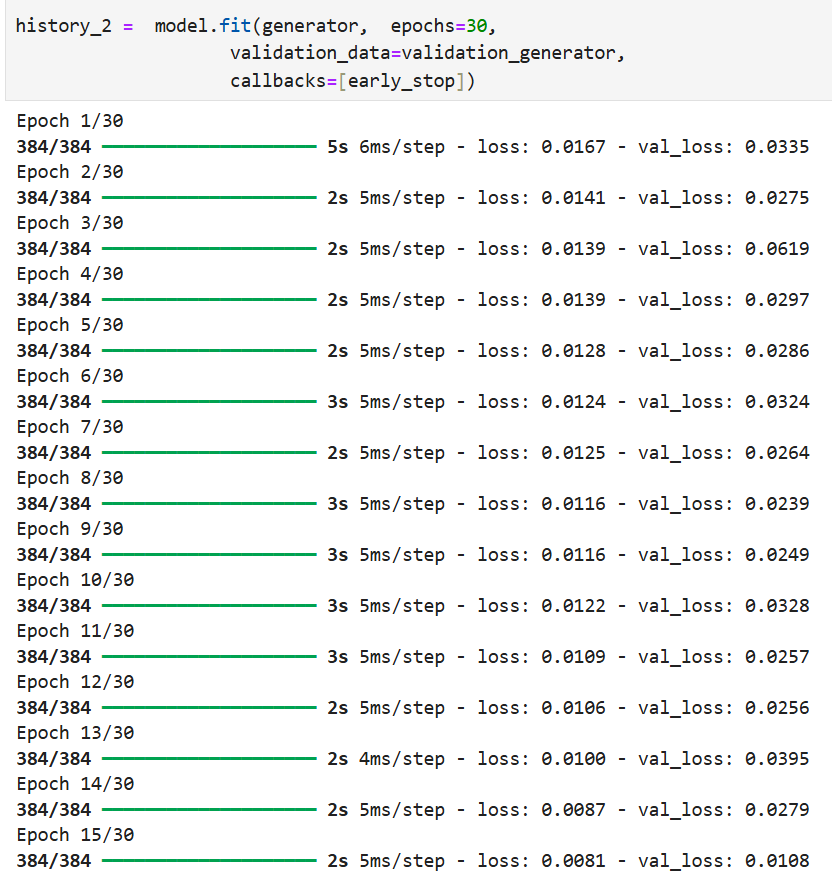 history_2 = model.fit(generator, epochs=30,
validation_data=validation_generator,
callbacks=[early_stop])
Epoch 1/30
384/384 ━━━━━━━━━━━━━━━━━━━━ 5s 6ms/step - loss: 0.0167 - val_loss: 0.0335
Epoch 2/30
384/384 ━━━━━━━━━━━━━━━━━━━━ 2s 5ms/step - loss: 0.0141 - val_loss: 0.0275
Epoch 3/30
384/384 ━━━━━━━━━━━━━━━━━━━━ 2s 5ms/step - loss: 0.0139 - val_loss: 0.0619
Epoch 4/30
384/384 ━━━━━━━━━━━━━━━━━━━━ 2s 5ms/step - loss: 0.0139 - val_loss: 0.0297
Epoch 5/30
384/384 ━━━━━━━━━━━━━━━━━━━━ 2s 5ms/step - loss: 0.0128 - val_loss: 0.0286
Epoch 6/30
384/384 ━━━━━━━━━━━━━━━━━━━━ 3s 5ms/step - loss: 0.0124 - val_loss: 0.0324
Epoch 7/30
384/384 ━━━━━━━━━━━━━━━━━━━━ 2s 5ms/step - loss: 0.0125 - val_loss: 0.0264
Epoch 8/30
384/384 ━━━━━━━━━━━━━━━━━━━━ 3s 5ms/step - loss: 0.0116 - val_loss: 0.0239
Epoch 9/30
384/384 ━━━━━━━━━━━━━━━━━━━━ 3s 5ms/step - loss: 0.0116 - val_loss: 0.0249
Epoch 10/30
384/384 ━━━━━━━━━━━━━━━━━━━━ 3s 5ms/step - loss: 0.0122 - val_loss: 0.0328
Epoch 11/30
384/384 ━━━━━━━━━━━━━━━━━━━━ 3s 5ms/step - loss: 0.0109 - val_loss: 0.0257
Epoch 12/30
384/384 ━━━━━━━━━━━━━━━━━━━━ 2s 5ms/step - loss: 0.0106 - val_loss: 0.0256
Epoch 13/30
384/384 ━━━━━━━━━━━━━━━━━━━━ 2s 4ms/step - loss: 0.0100 - val_loss: 0.0395
Epoch 14/30
384/384 ━━━━━━━━━━━━━━━━━━━━ 2s 5ms/step - loss: 0.0087 - val_loss: 0.0279
Epoch 15/30
384/384 ━━━━━━━━━━━━━━━━━━━━ 2s 5ms/step - loss: 0.0081 - val_loss: 0.0108